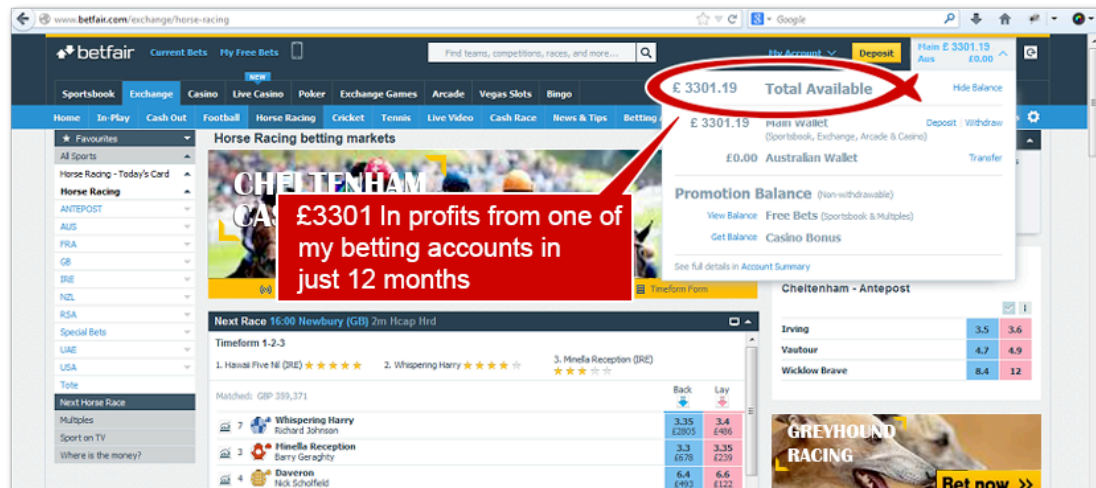 www.betfair.com/exchange/horse-racing
Google
betfair
Current Bets My Free Bets
Find teams, competitions, races, and more...
My Account
Deposit
Main £ 3301.19
Aus £0.00
NEW
Sportsbook Exchange Casino Live Casino Poker Exchange Games Arcade Vegas Slots Bingo
Home In-Play Cash Out Football Horse Racing Cricket Tennis Live Video Cash Race News & Tips Betting
£ 3301.19 Total Available Hide Balance
£ 3301.19 Main Wallet Deposit Withdraw
(Sportsbook, Exchange, Arcade & Casino)
£0.00 Australian Wallet Transfer
Promotion Balance (Non-withdrawable)
View Balance Free Bets (Sportsbook & Multiples)
Get Balance Casino Bonus
See full details in Account Summary
Favourites
All Sports
Horse Racing - Today's Card
Horse Racing
ANTEPOST
AUS
FRA
GB
IRE
NZL
RSA
Special Bets
UAE
USA
Tote
Next Horse Race
Multiples
Sport on TV
Where is the money?
Horse Racing betting markets
CHELTENHAM
£3301 In profits from one of
my betting accounts in
just 12 months
Timeform Form
Next Race 16:00 Newbury (GB) 2m Hcap Hrd
Timeform 1-2-3
1. Hawaii Five Nil (IRE) 2. Whispering Harry 3. Minella Reception (IRE)
Matched: GBP 359,371
Back Lay
7 Whispering Harry 3.35 3.4
Richard Johnson £2805 £486
3 Minella Reception 3.3 3.35
Barry Geraghty £678 £239
4 Daveron 6.4 6.6
Nick Scholfield £493 £122
Cheltenham - Antepost
Irving 3.5 3.6
Vautour 4.7 4.9
Wicklow Brave 8.4 12
GREYHOUND
RACING
Bet now »